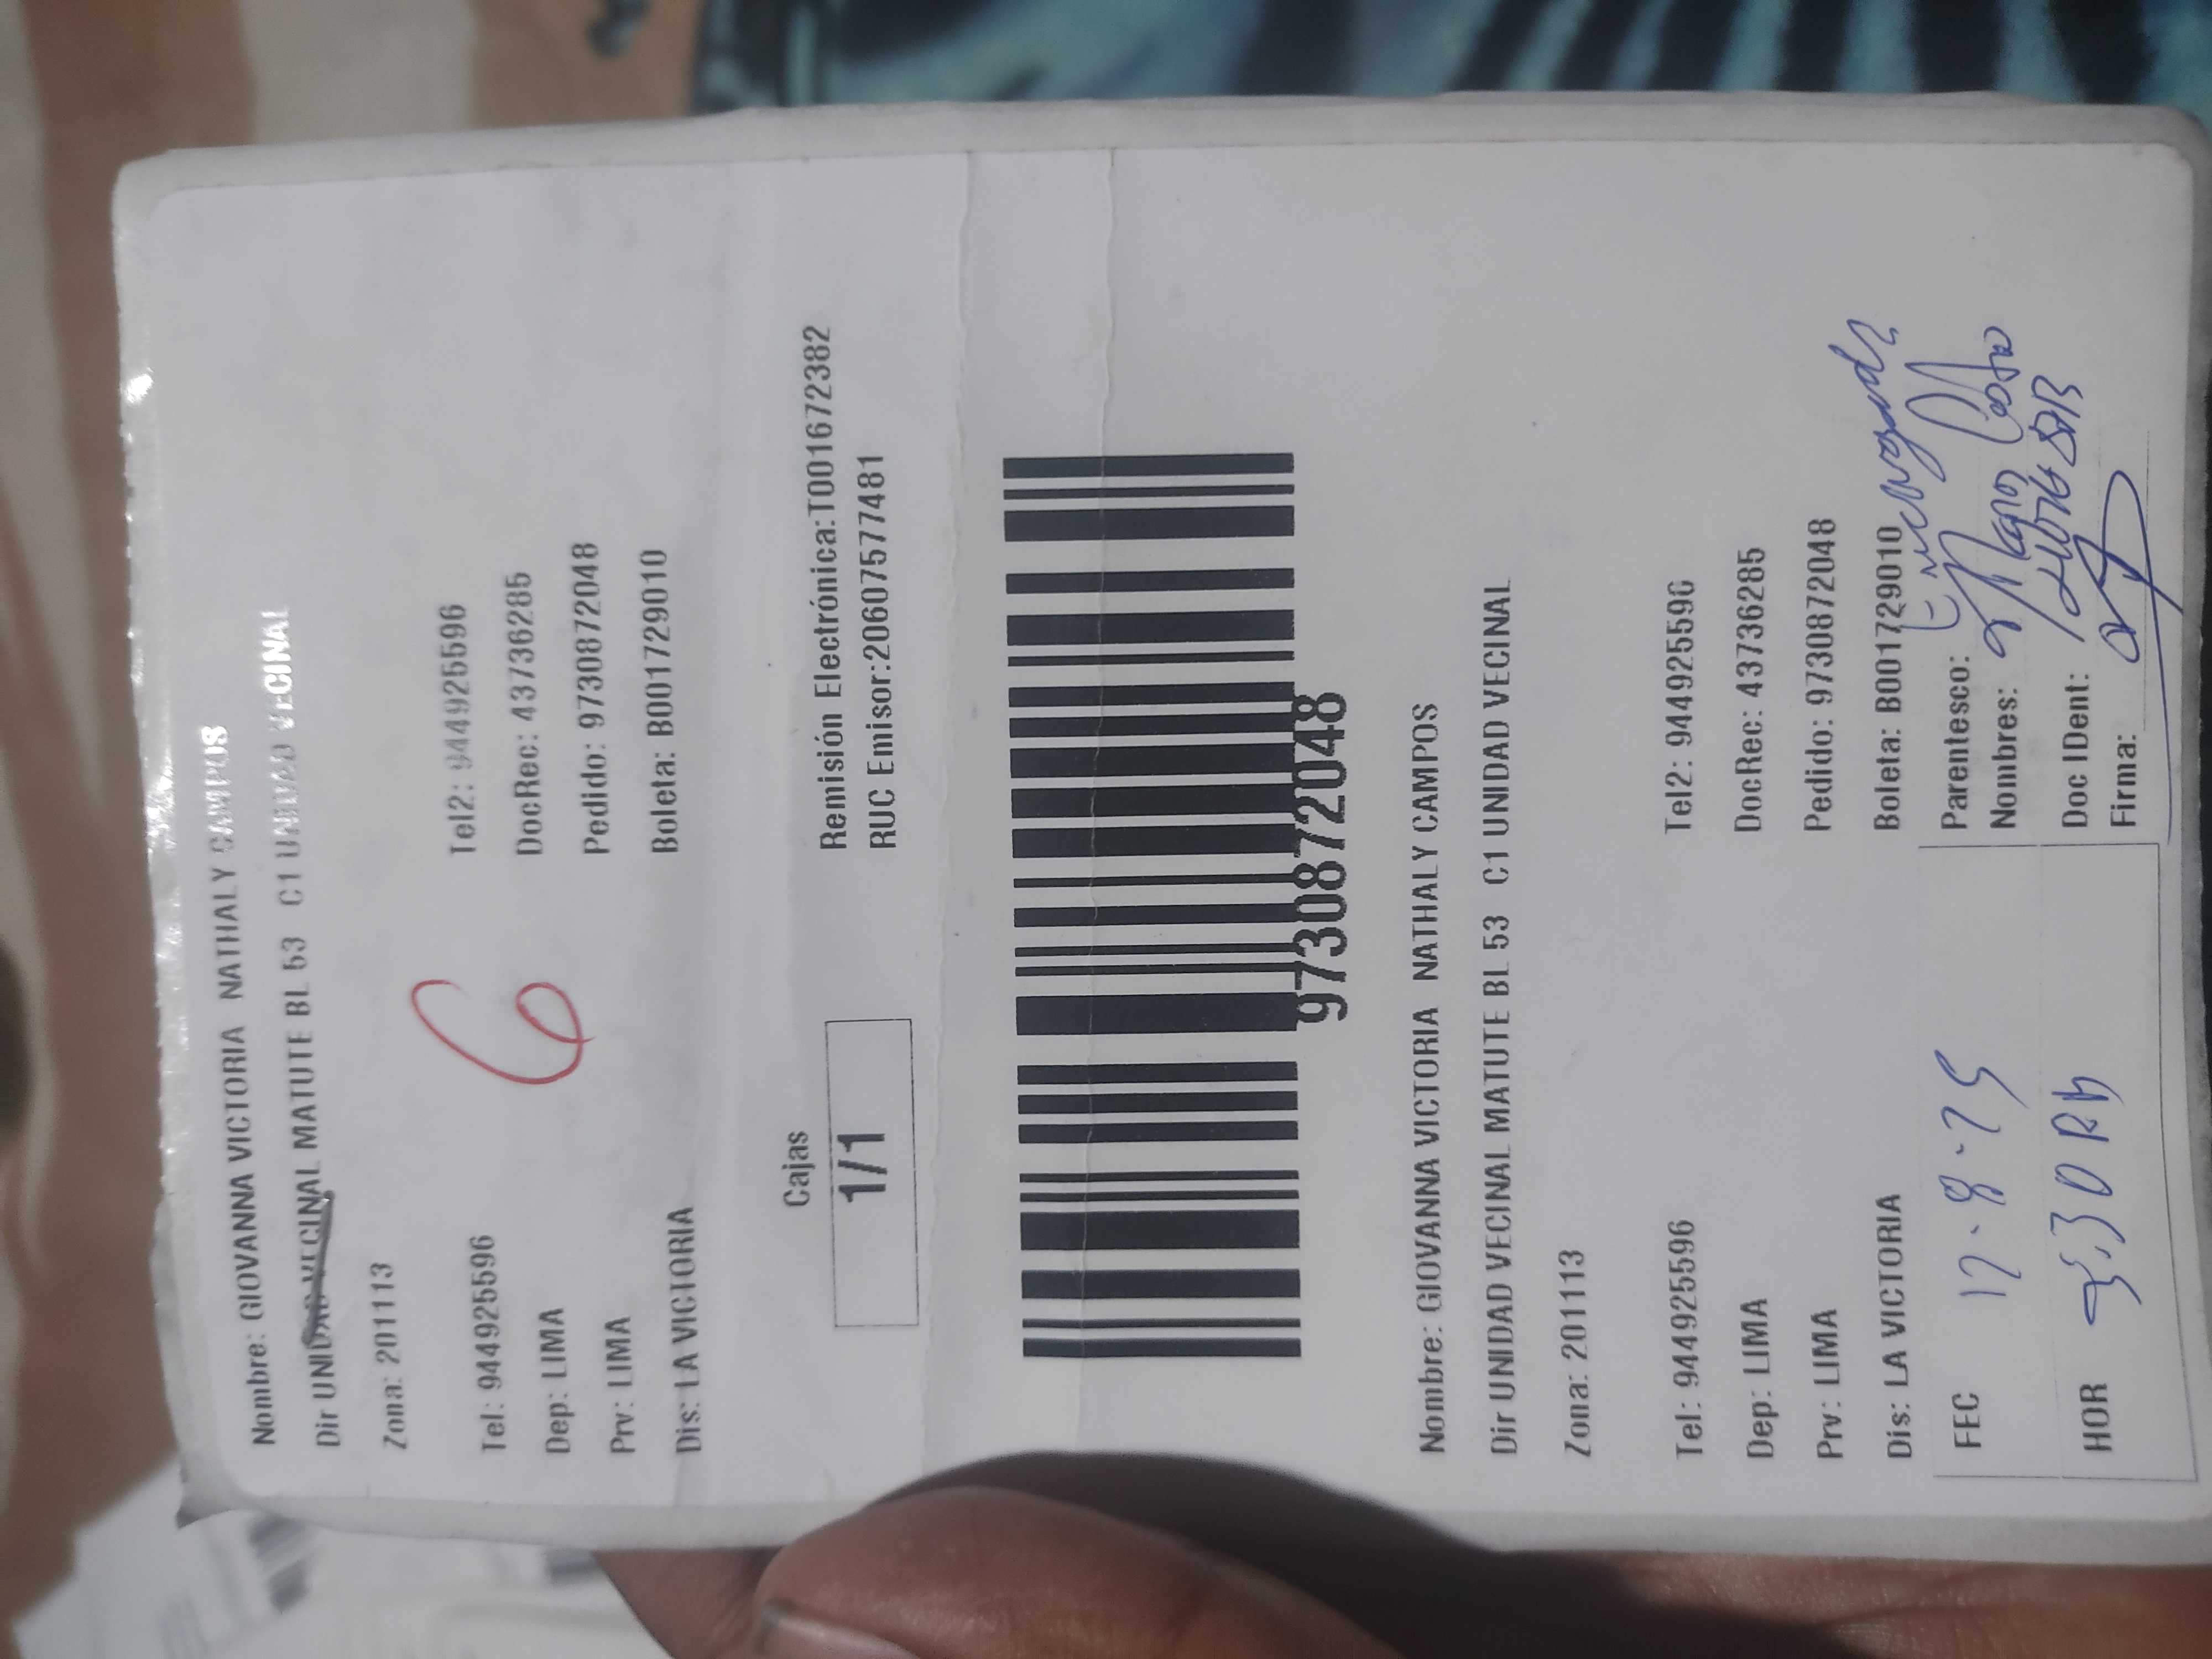 Nombre: GIOVANNA VICTORIA NATHALY CAMPOS
Dir UNIDAD VECINAL MATUTE BL 53 C1 UNIDAD VECINAL
Zona: 201113
6
Tel: 944925596 Tel2: 944925596
Dep: LIMA DocRec: 43736285
Prv: LIMA Pedido: 9730872048
Dis: LA VICTORIA Boleta: B001729010
Cajas
1/1
Remisión Electrónica:T001672382
RUC Emisor:20607577481
9730872048
Nombre: GIOVANNA VICTORIA NATHALY CAMPOS
Dir UNIDAD VECINAL MATUTE BL 53 C1 UNIDAD VECINAL
Zona: 201113
Tel: 944925596 Tel2: 944925596
Dep: LIMA DocRec: 43736285
Prv: LIMA Pedido: 9730872048
Dis: LA VICTORIA Boleta: B001729010
FEC 17-8-25
HOR
Parentesco:
Nombres:
Doc IDent:
Firma: